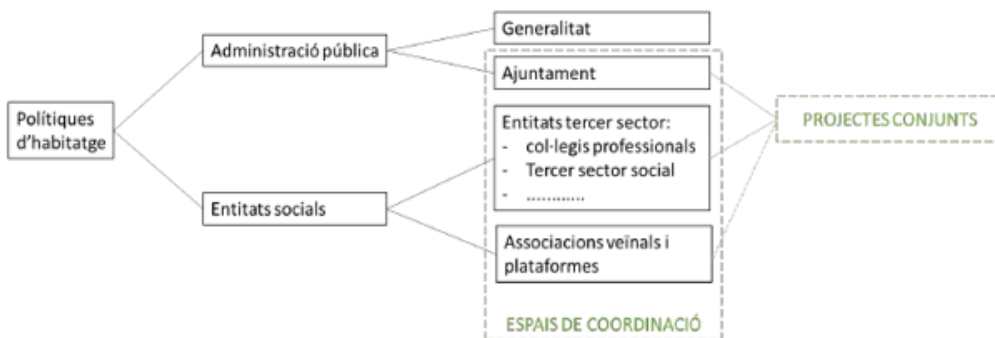 Polítiques
d'habitatge
Administració pública
Entitats socials
Generalitat
Ajuntament
Entitats tercer sector:
- col·legis professionals
- Tercer sector social
- ............
Associacions veïnals i
plataformes
ESPAIS DE COORDINACIÓ
PROJECTES CONJUNTS